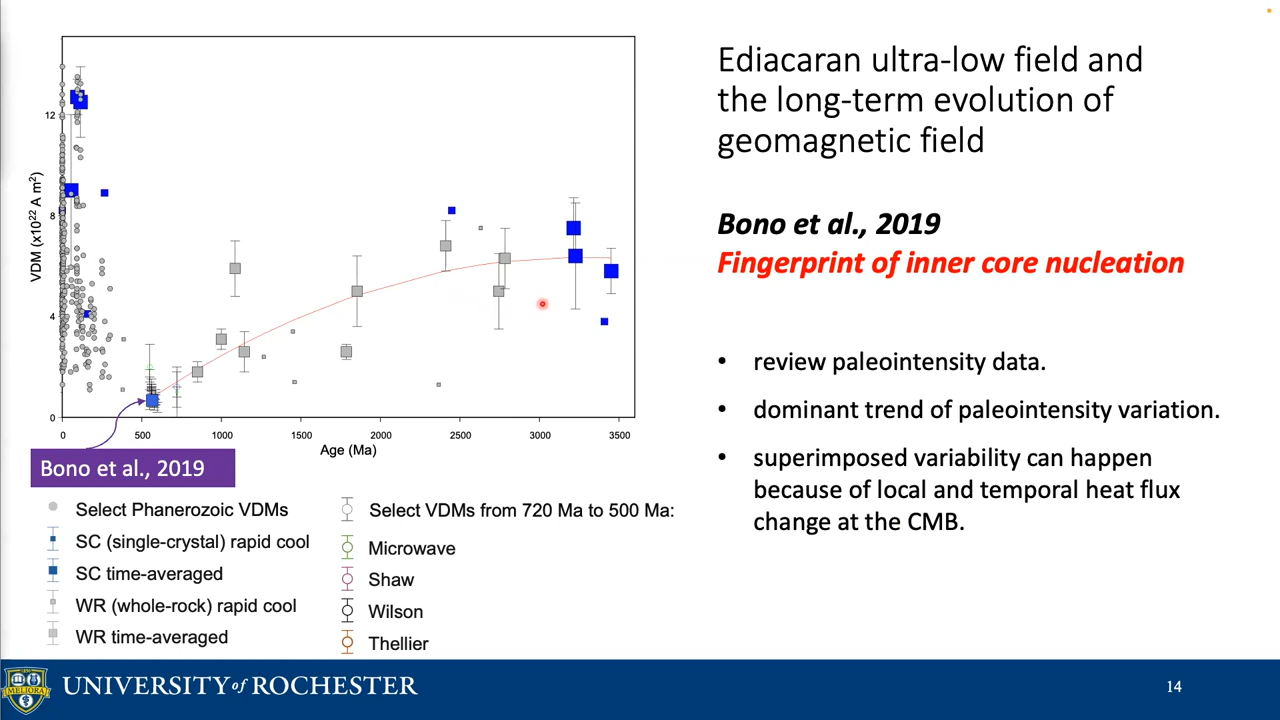 Ediacaran ultra-low field and
the long-term evolution of
geomagnetic field
Bono et al., 2019
Fingerprint of inner core nucleation
• review paleointensity data.
• dominant trend of paleointensity variation.
• superimposed variability can happen
because of local and temporal heat flux
change at the CMB.
VDM (x10²² A m²)
12
8
4
0
0 500 1000 1500 2000 2500 3000 3500
Age (Ma)
Bono et al., 2019
Select Phanerozoic VDMs
SC (single-crystal) rapid cool
SC time-averaged
WR (whole-rock) rapid cool
WR time-averaged
Select VDMs from 720 Ma to 500 Ma:
Microwave
Shaw
Wilson
Thellier
MELIORA
UNIVERSITY of ROCHESTER
14